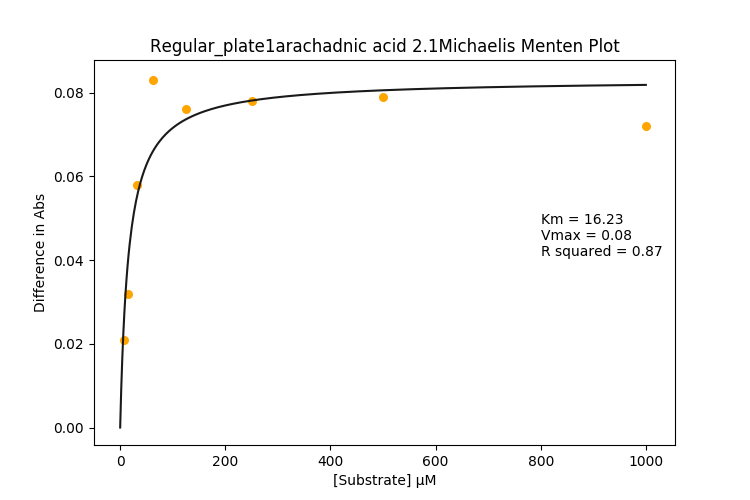 Regular_plate1arachadnic acid 2.1Michaelis Menten Plot
0.08
0.06
0.04
0.02
0.00
Difference in Abs
Km = 16.23
Vmax = 0.08
R squared = 0.87
0 200 400 600 800 1000
[Substrate] μM